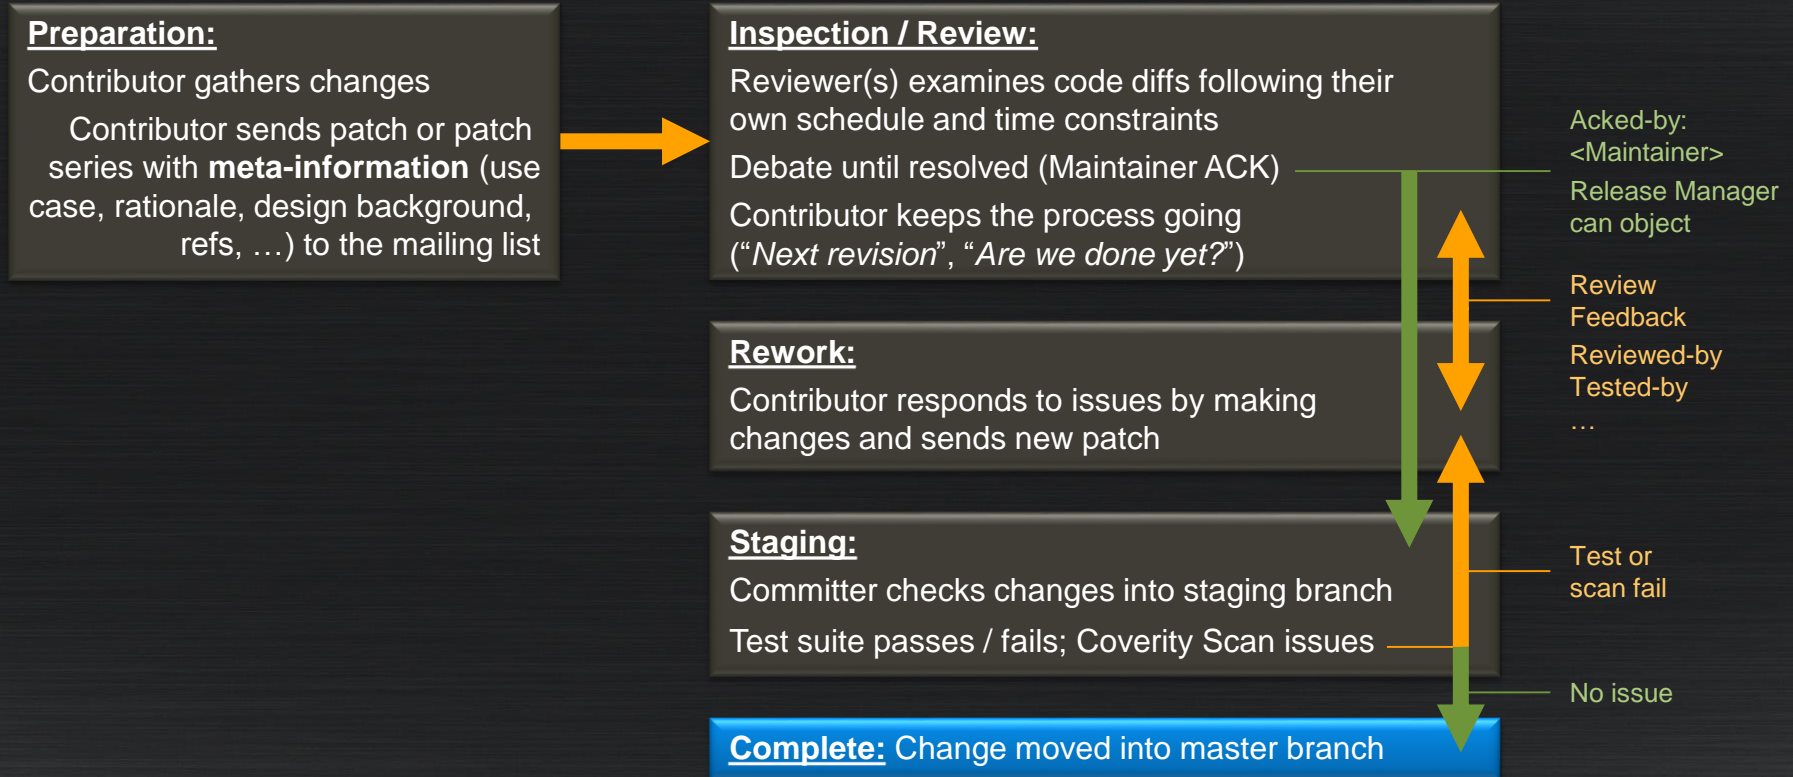 Preparation:
Contributor gathers changes
Contributor sends patch or patch
series with meta-information (use
case, rationale, design background,
refs, …) to the mailing list
Inspection / Review:
Reviewer(s) examines code diffs following their
own schedule and time constraints
Debate until resolved (Maintainer ACK)
Contributor keeps the process going
(“Next revision”, “Are we done yet?”)
Acked-by:
<Maintainer>
Release Manager
can object
Review
Feedback
Reviewed-by
Tested-by
…
Rework:
Contributor responds to issues by making
changes and sends new patch
Staging:
Committer checks changes into staging branch
Test suite passes / fails; Coverity Scan issues
Test or
scan fail
No issue
Complete: Change moved into master branch